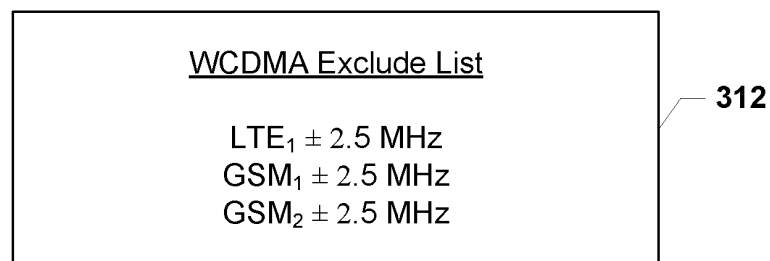 WCDMA Exclude List
312
LTE₁ ± 2.5 MHz
GSM₁ ± 2.5 MHz
GSM₂ ± 2.5 MHz